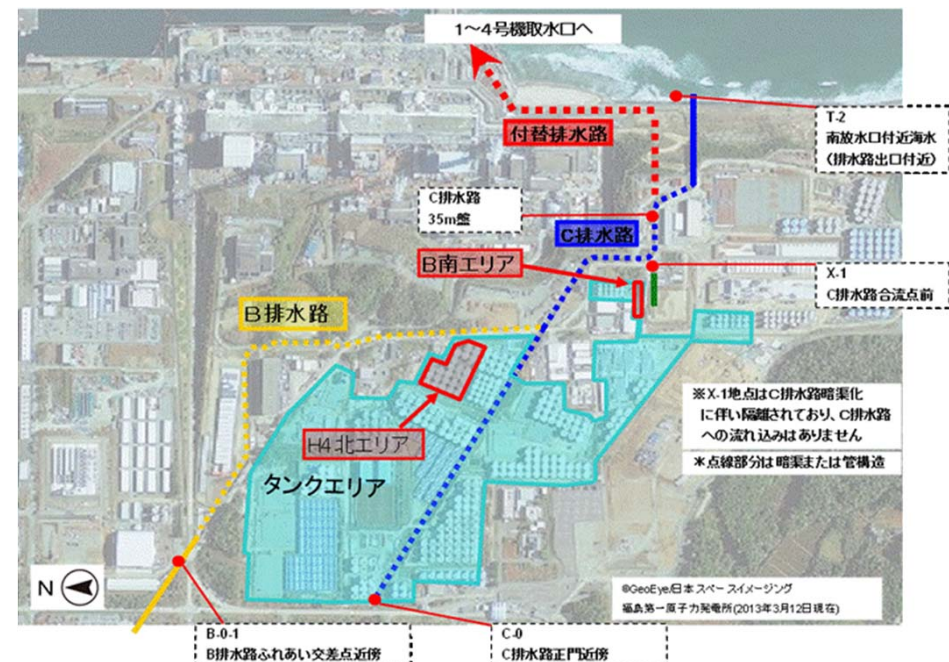 1～4号機取水口へ
付替排水路
T-2
南放水口付近海水
(排水路出口付近)
C排水路
35m盤
C排水路
B南エリア
X-1
C排水路合流点前
B排水路
H4北エリア
タンクエリア
※X-1地点はC排水路暗渠化
に伴い隔離されており、C排水路
への流れ込みはありません
＊点線部分は暗渠または管構造
N
©GeoEye/日本スペースイメージング
福島第一原子力発電所(2013年3月12日現在)
B-0-1
B排水路ふれあい交差点近傍
C-0
C排水路正門近傍